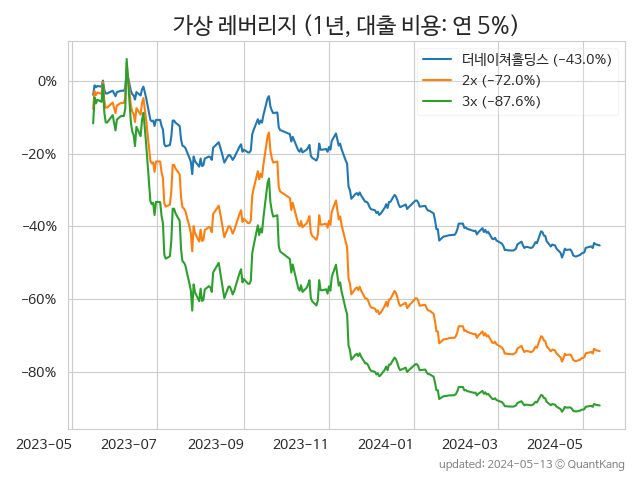 가상 레버리지 (1년, 대출 비용: 연 5%)
더네이쳐홀딩스 (−43.0%)
2x (−72.0%)
3x (−87.6%)
0%
−20%
−40%
−60%
−80%
2023-05 2023-07 2023-09 2023-11 2024-01 2024-03 2024-05
updated: 2024-05-13 © QuantKang